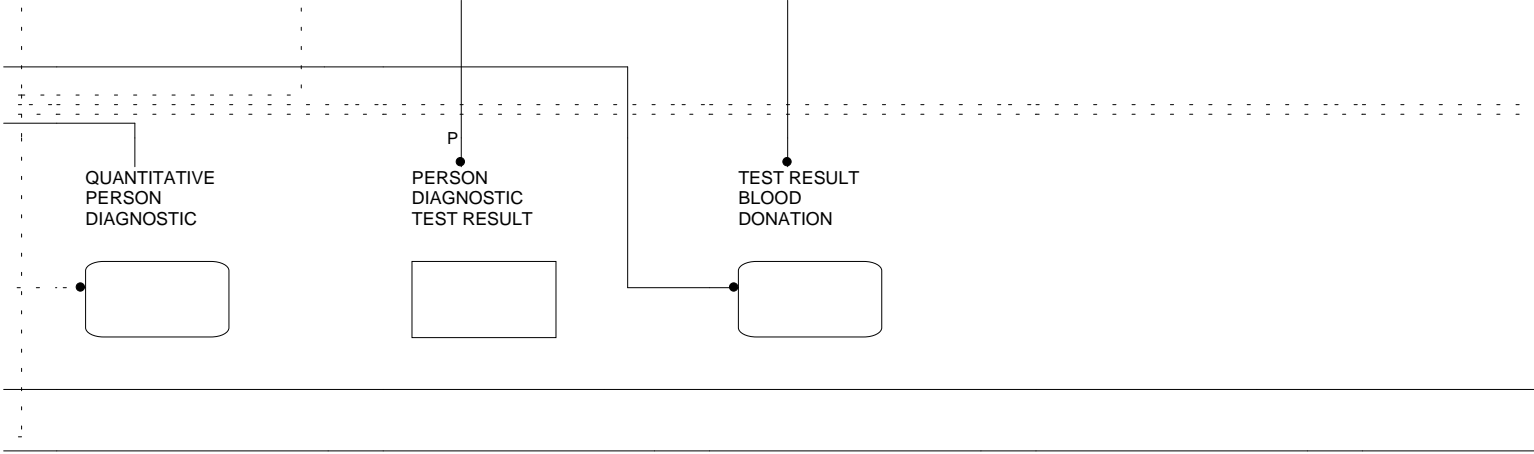 P
QUANTITATIVE
PERSON
DIAGNOSTIC
PERSON
DIAGNOSTIC
TEST RESULT
TEST RESULT
BLOOD
DONATION